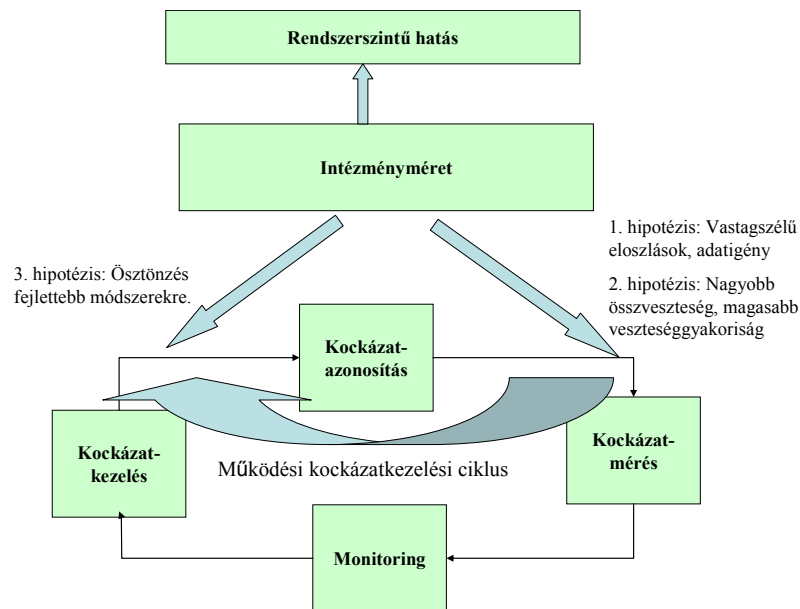 Rendszerszintű hatás
Intézményméret
1. hipotézis: Vastagszélű
eloszlások, adatigény
2. hipotézis: Nagyobb
összveszteség, magasabb
veszteséggyakoriság
3. hipotézis: Ösztönzés
fejlettebb módszerekre.
Kockázat-
azonosítás
Kockázat-
kezelés
Kockázat-
mérés
Működési kockázatkezelési ciklus
Monitoring